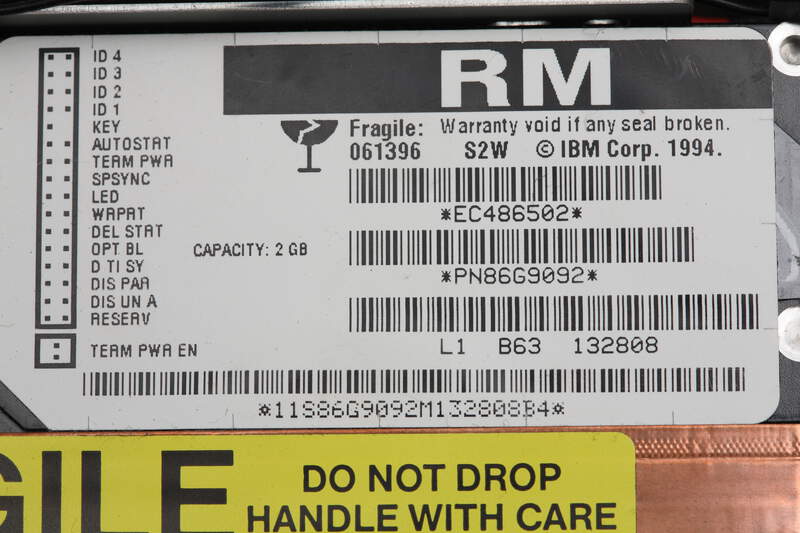 RM
ID 4
ID 3
ID 2
ID 1
KEY
AUTOSTAT
TERM PWR
SPSYNC
LED
WRPRT
DEL STRT
OPT BL
D TI SY
DIS PAR
DIS UN A
RESERV
TERM PWR EN
CAPACITY: 2 GB
Fragile: Warranty void if any seal broken.
061396 S2W © IBM Corp. 1994.
*EC486502*
*PN86G9092*
L1 B63 132808
*11S86G9092M132808B4*
GILE
DO NOT DROP
HANDLE WITH CARE